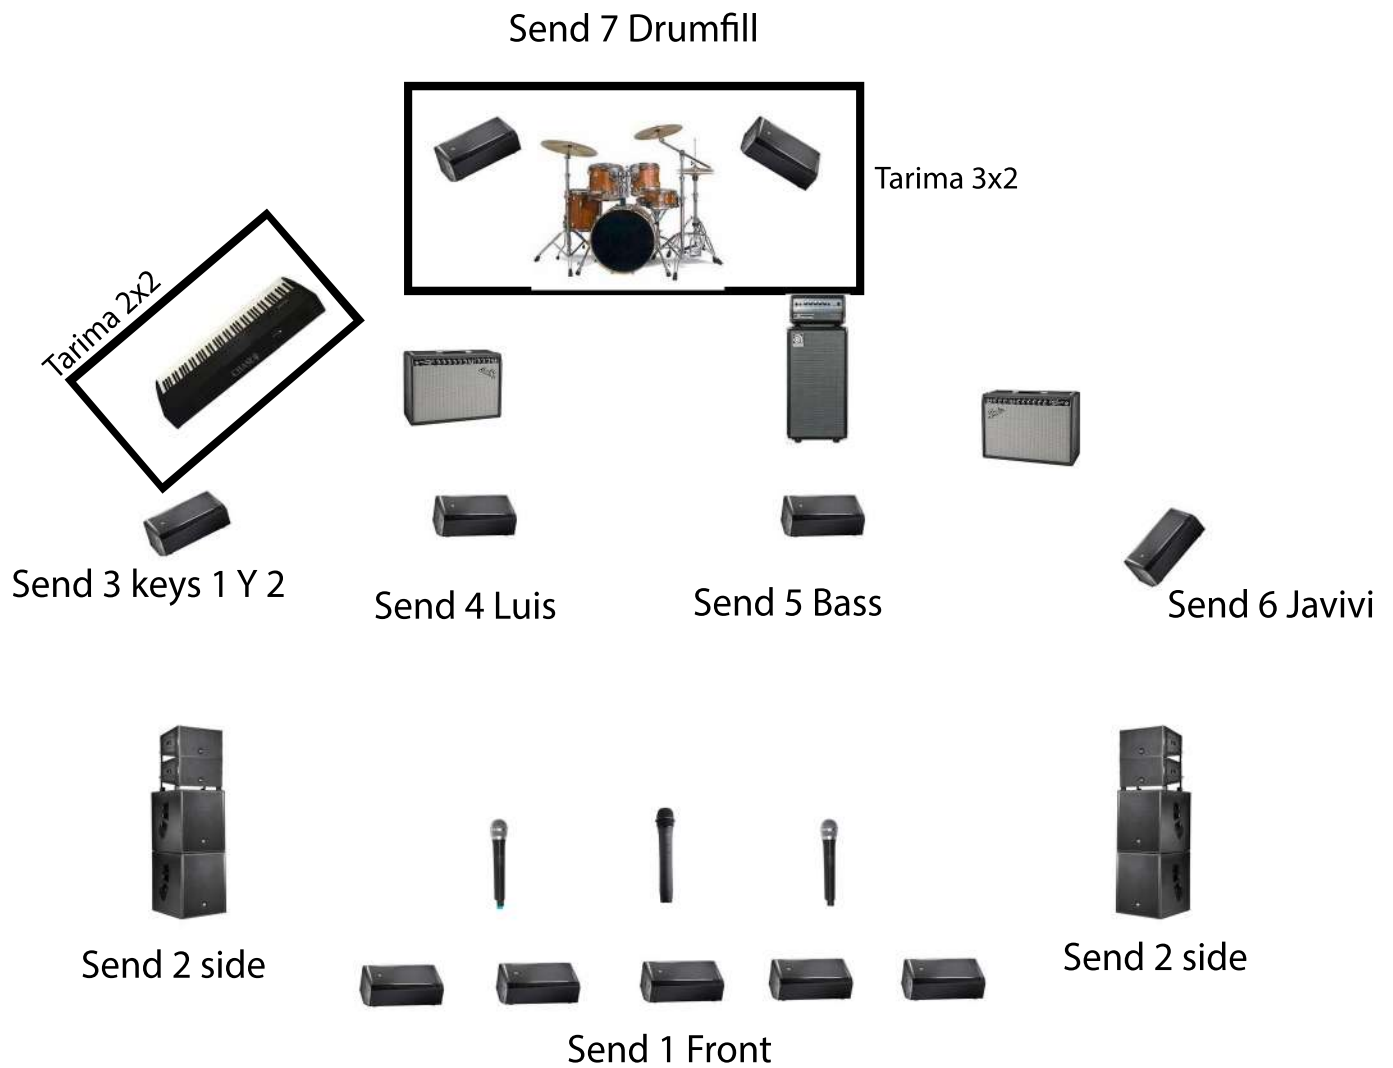 Send 7 Drumfill
Tarima 3x2
Tarima 2x2
Send 3 keys 1 Y 2
Send 4 Luis
Send 5 Bass
Send 6 Javivi
Send 2 side
Send 2 side
Send 1 Front